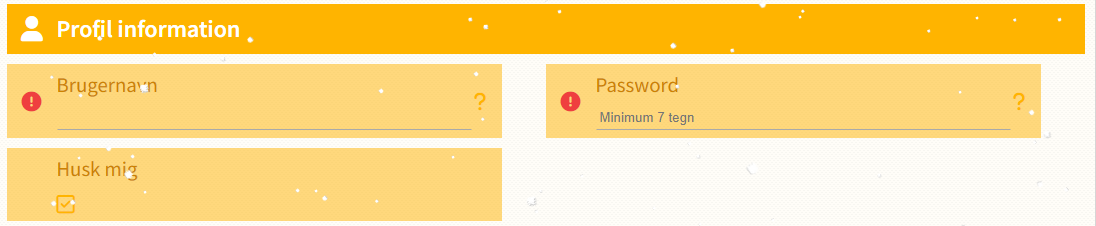 Profil information
Brugernavn
?
Password
Minimum 7 tegn
?
Husk mig